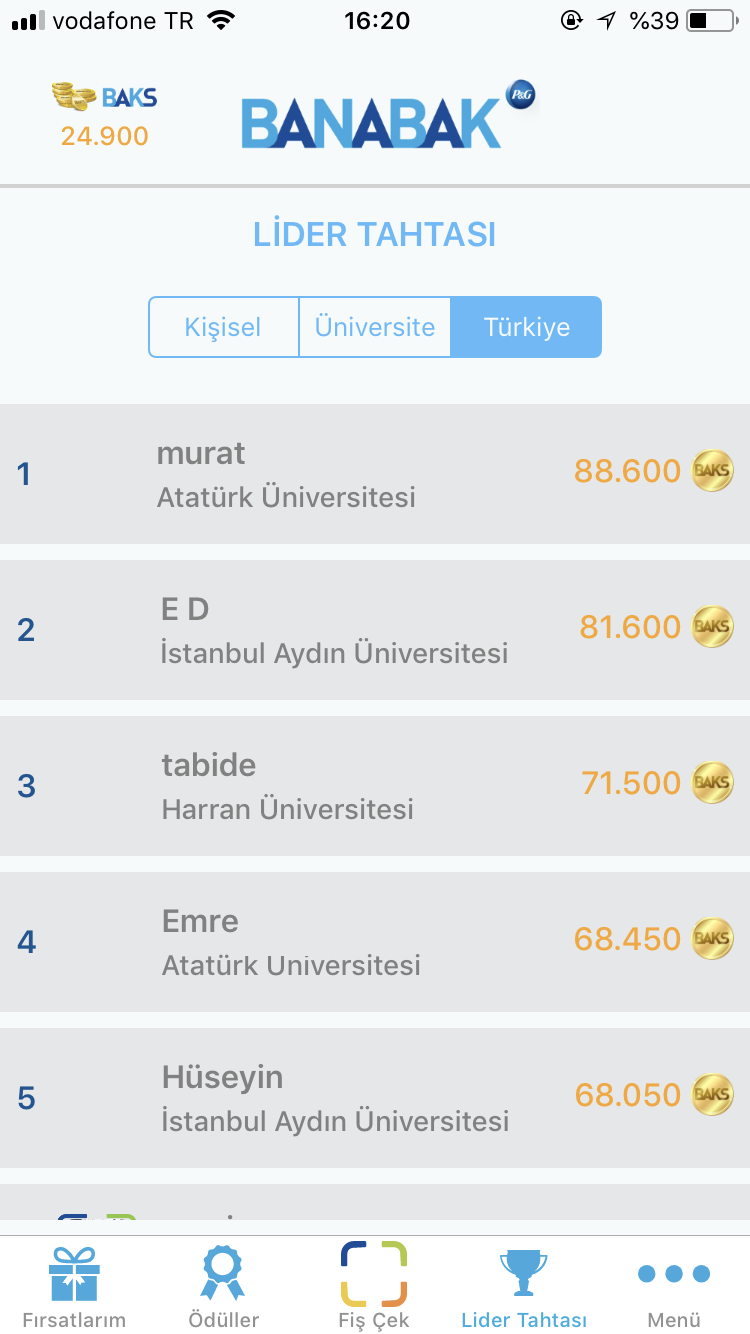 vodafone TR 16:20 %39
BAKS
24.900
BANABAK
P&G
LİDER TAHTASI
Kişisel Üniversite Türkiye
1 murat 88.600 BAKS
Atatürk Üniversitesi
2 E D 81.600 BAKS
İstanbul Aydın Üniversitesi
3 tabide 71.500 BAKS
Harran Üniversitesi
4 Emre 68.450 BAKS
Atatürk Üniversitesi
5 Hüseyin 68.050 BAKS
İstanbul Aydın Üniversitesi
Fırsatlarım Ödüller Fiş Çek Lider Tahtası Menü